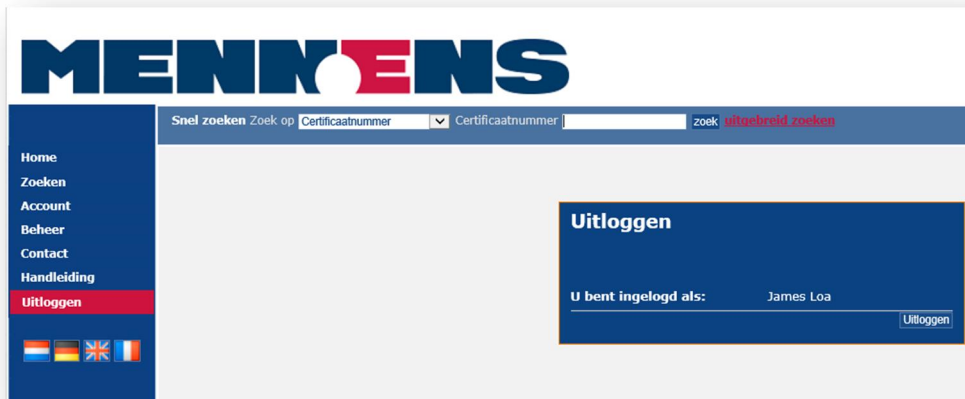 MENNENS
Snel zoeken Zoek op Certificaatnummer Certificaatnummer zoek uitgebreid zoeken
Home
Zoeken
Account
Beheer
Contact
Handleiding
Uitloggen
Uitloggen
U bent ingelogd als: James Loa
Uitloggen